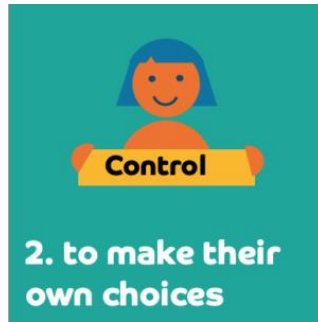 Control
2. to make their
own choices